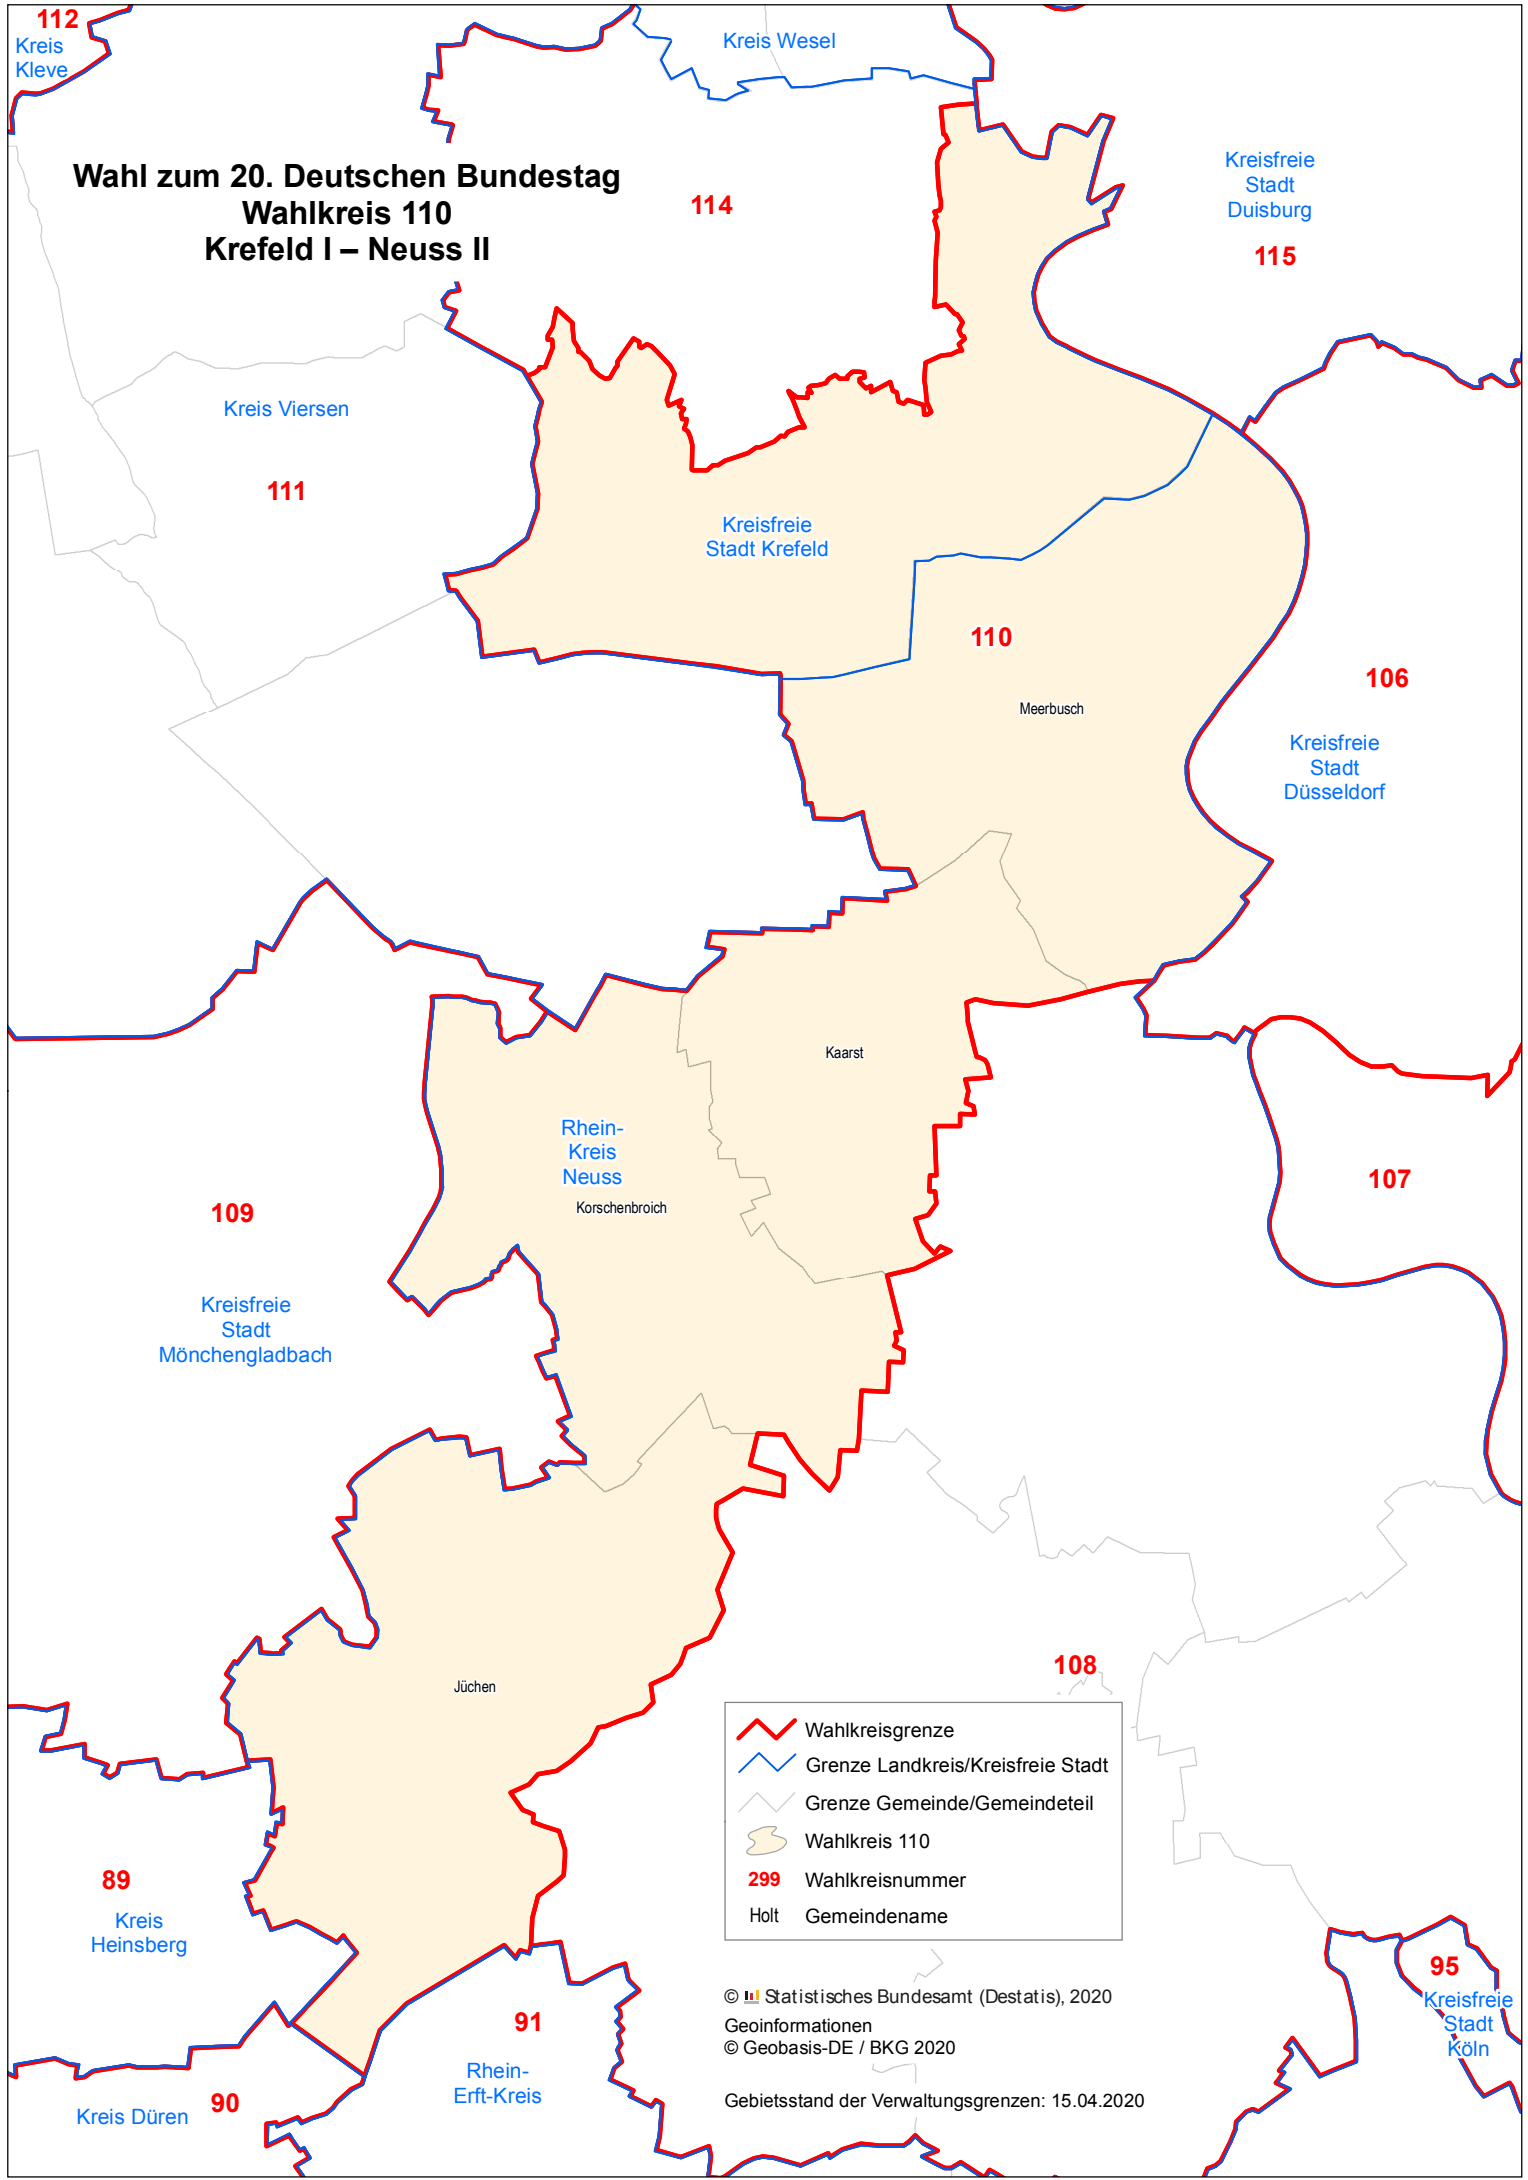 112
Kreis
Kleve
Kreis Wesel
Wahl zum 20. Deutschen Bundestag
Wahlkreis 110
Krefeld I – Neuss II
114
Kreisfreie
Stadt
Duisburg
115
Kreis Viersen
111
Kreisfreie
Stadt Krefeld
110
Meerbusch
106
Kreisfreie
Stadt
Düsseldorf
Kaarst
Rhein-
Kreis
Neuss
Korschenbroich
107
109
Kreisfreie
Stadt
Mönchengladbach
108
Jüchen
Wahlkreisgrenze
Grenze Landkreis/Kreisfreie Stadt
Grenze Gemeinde/Gemeindeteil
Wahlkreis 110
299 Wahlkreisnummer
Holt Gemeindename
89
Kreis
Heinsberg
95
Kreisfreie
Stadt
Köln
© Statistisches Bundesamt (Destatis), 2020
Geoinformationen
© Geobasis-DE / BKG 2020
Gebietsstand der Verwaltungsgrenzen: 15.04.2020
91
Rhein-
Erft-Kreis
90
Kreis Düren